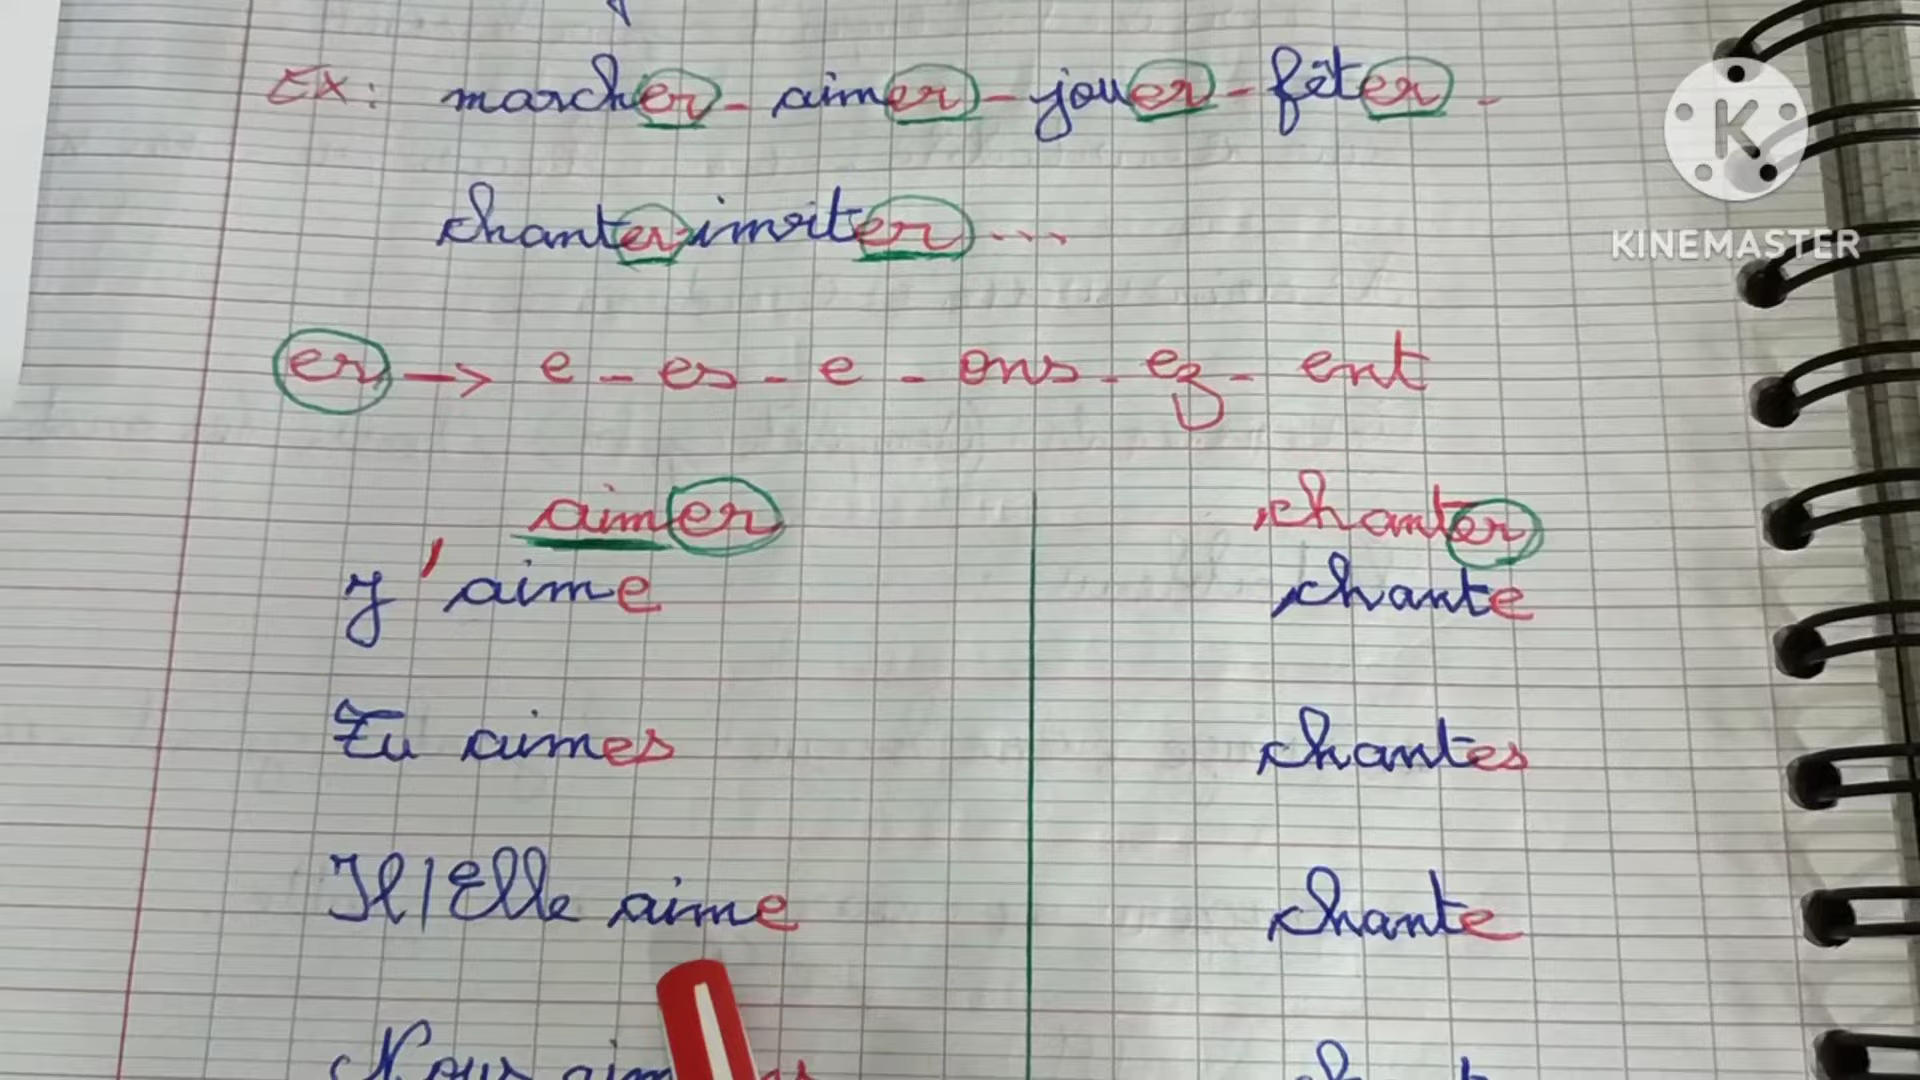 Ex: marcher - aimer - jouer - fêter -
KINEMASTER
chanter inviter ...
er → e - es - e - ons - ez - ent
aimer chanter
J'aime chante
Tu aimes chantes
Il/Elle aime chante
Nous